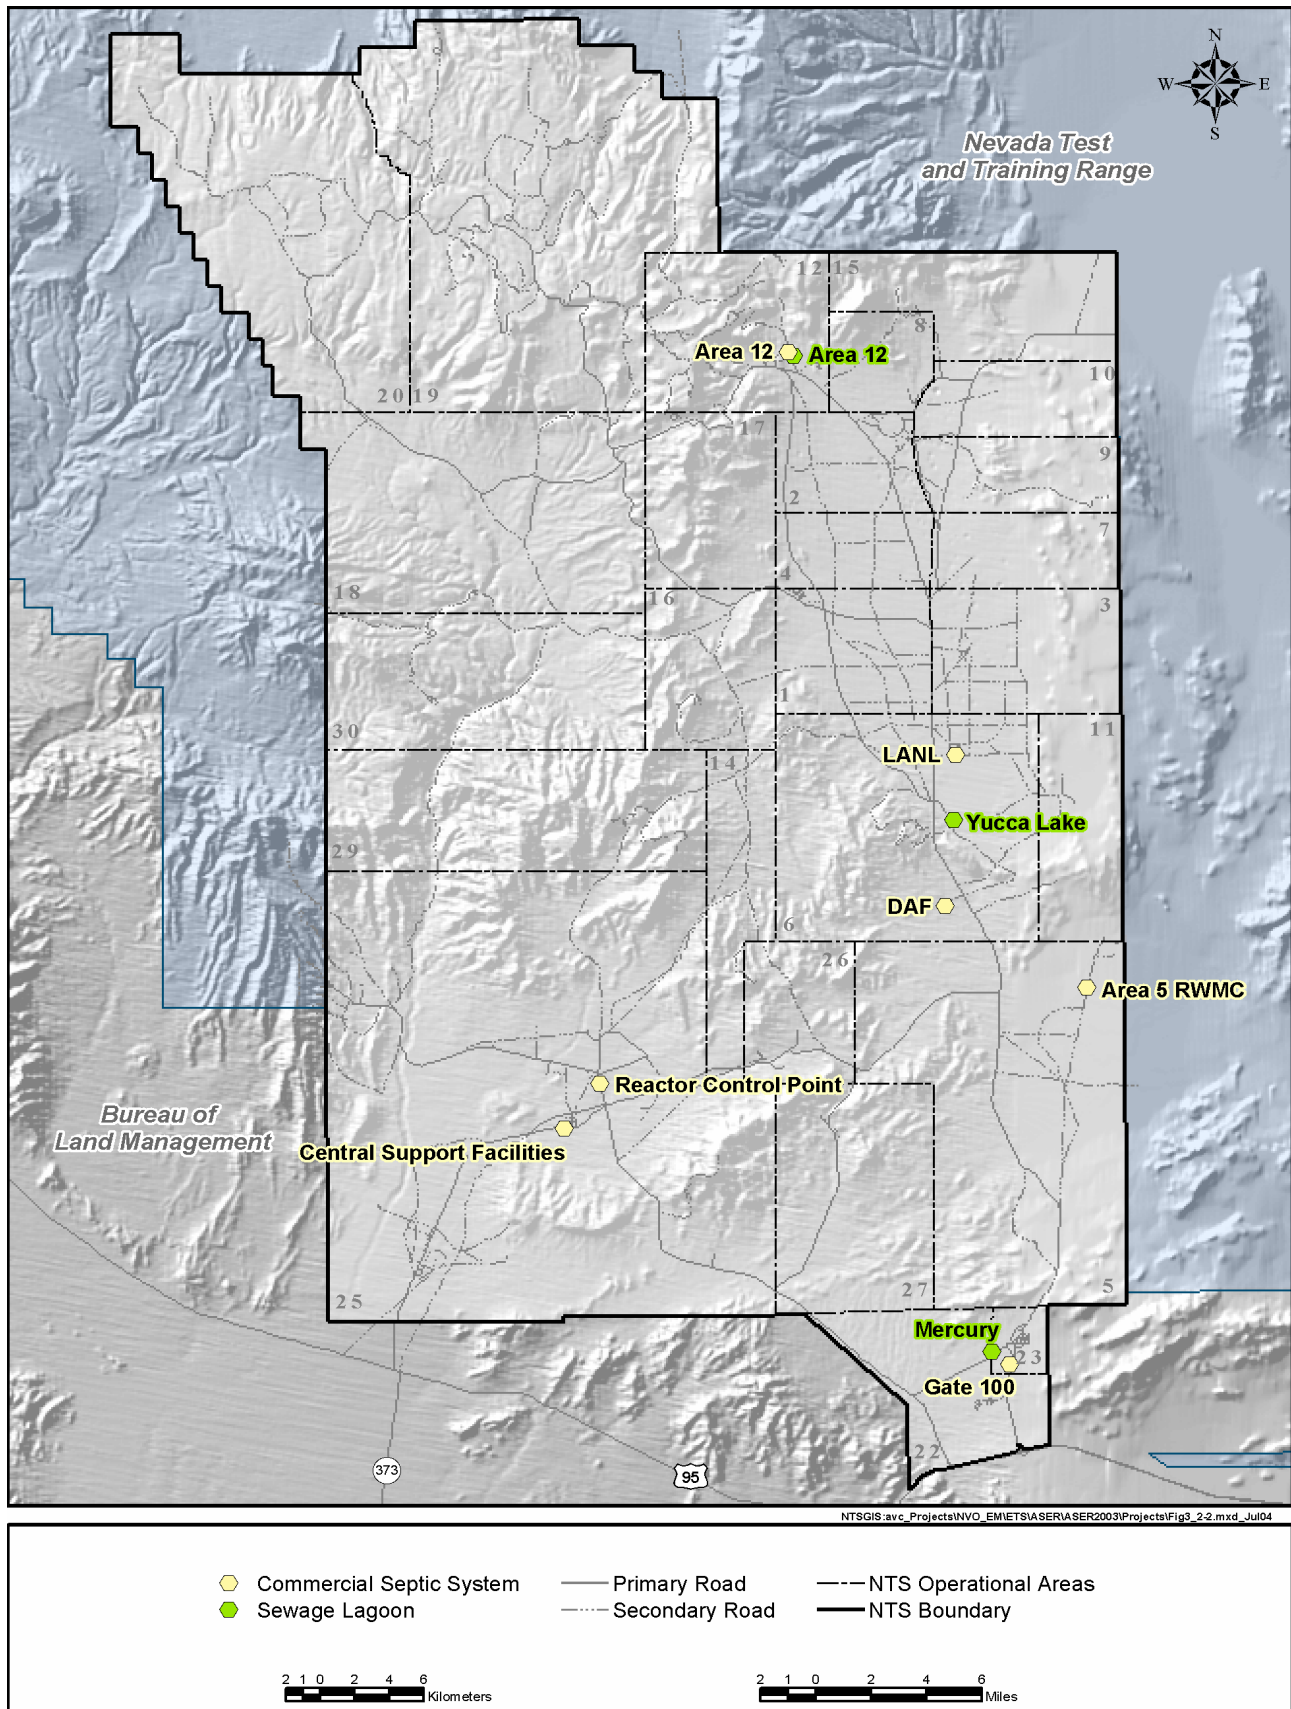 N
W E
S
Nevada Test
and Training Range
12 15
8
Area 12 Area 12
10
20 19
17
9
2
7
4
18
16
3
1
30
11
14
LANL
Yucca Lake
29
DAF
6
26
Area 5 RWMC
Reactor Control Point
Bureau of
Land Management
Central Support Facilities
25
27
5
Mercury
23
Gate 100
22
373
95
NTSGIS:avc_Projects\NVO_EM\ETS\ASER\ASER2003\Projects\Fig3_2-2.mxd_Jul04
Commercial Septic System Primary Road NTS Operational Areas
Sewage Lagoon Secondary Road NTS Boundary
2 1 0 2 4 6 2 1 0 2 4 6
Kilometers Miles